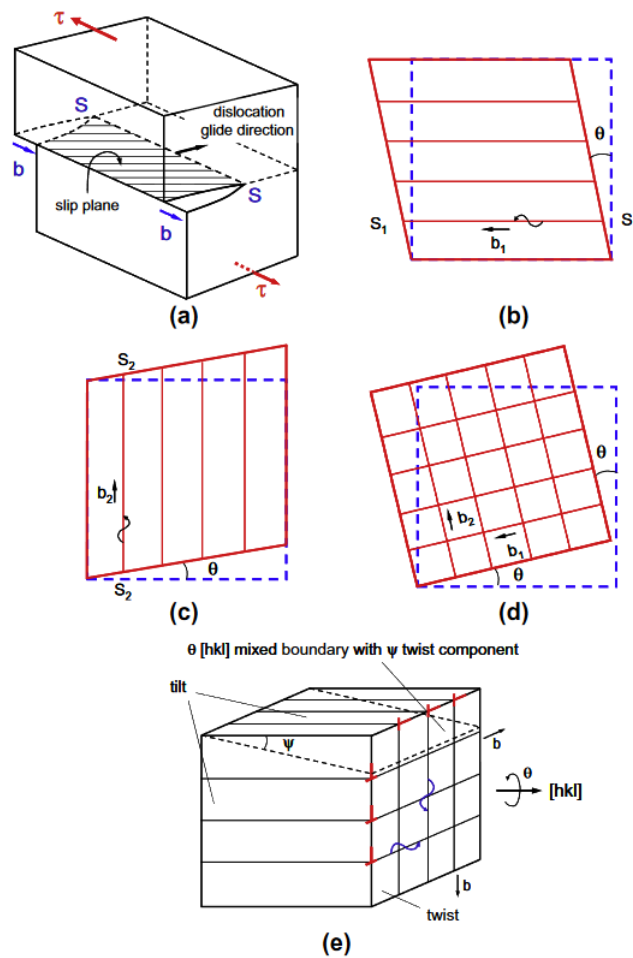 τ
S
dislocation
glide direction
b
S
slip plane
b
τ
(a)
θ
S₁
b₁
S
(b)
S₂
b₂
S₂
θ
(c)
θ
b₂
b₁
θ
(d)
θ [hkl] mixed boundary with ψ twist component
tilt
ψ
b
θ
[hkl]
b
twist
(e)